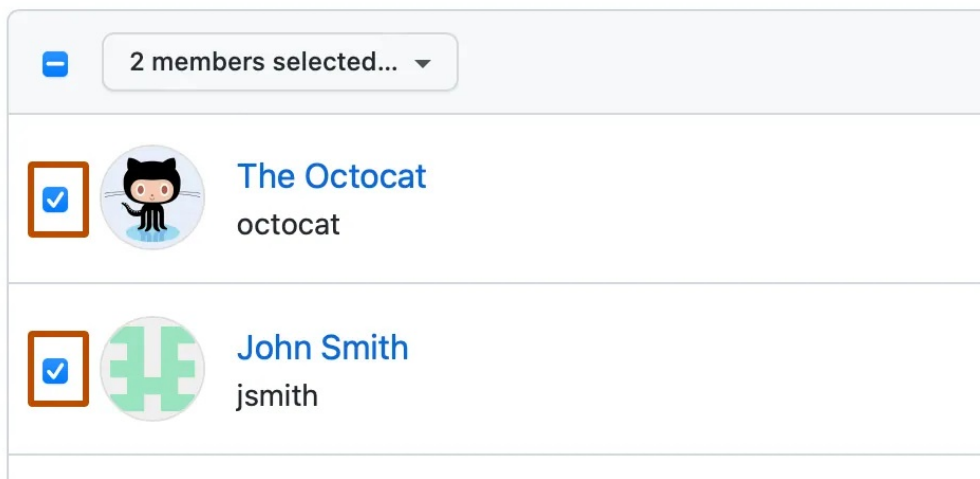 2 members selected...
The Octocat
octocat
John Smith
jsmith